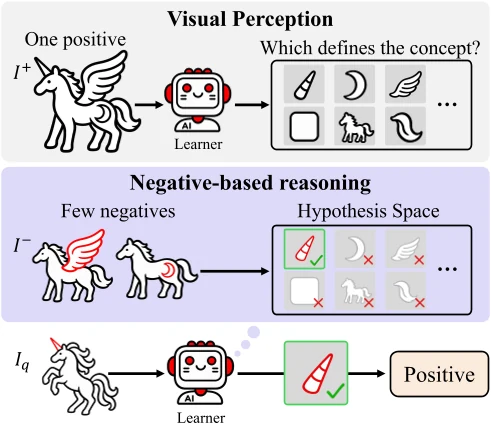 Visual Perception
One positive
Which defines the concept?
I+
AI
Learner
...
Negative-based reasoning
Few negatives
Hypothesis Space
I−
...
Iq
AI
Learner
Positive